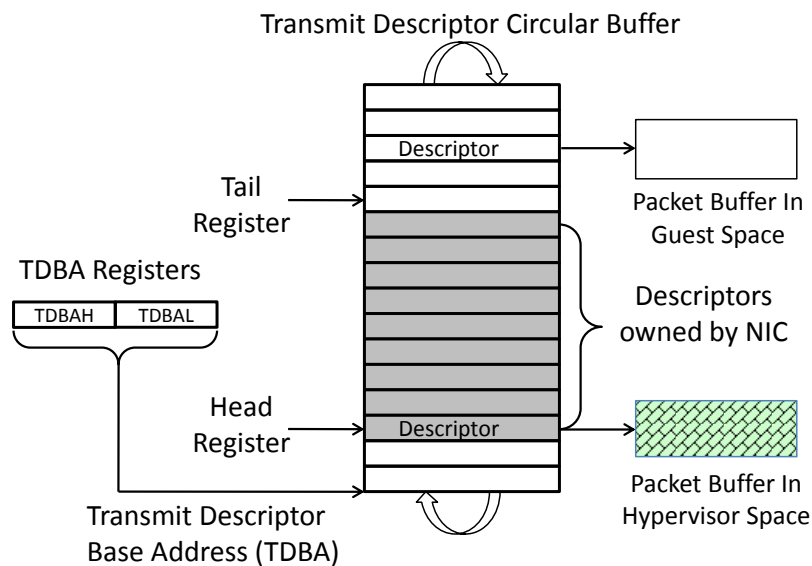 Transmit Descriptor Circular Buffer
Descriptor
Tail
Register
Packet Buffer In
Guest Space
TDBA Registers
TDBAH
TDBAL
Descriptors
owned by NIC
Head
Register
Descriptor
Packet Buffer In
Hypervisor Space
Transmit Descriptor
Base Address (TDBA)